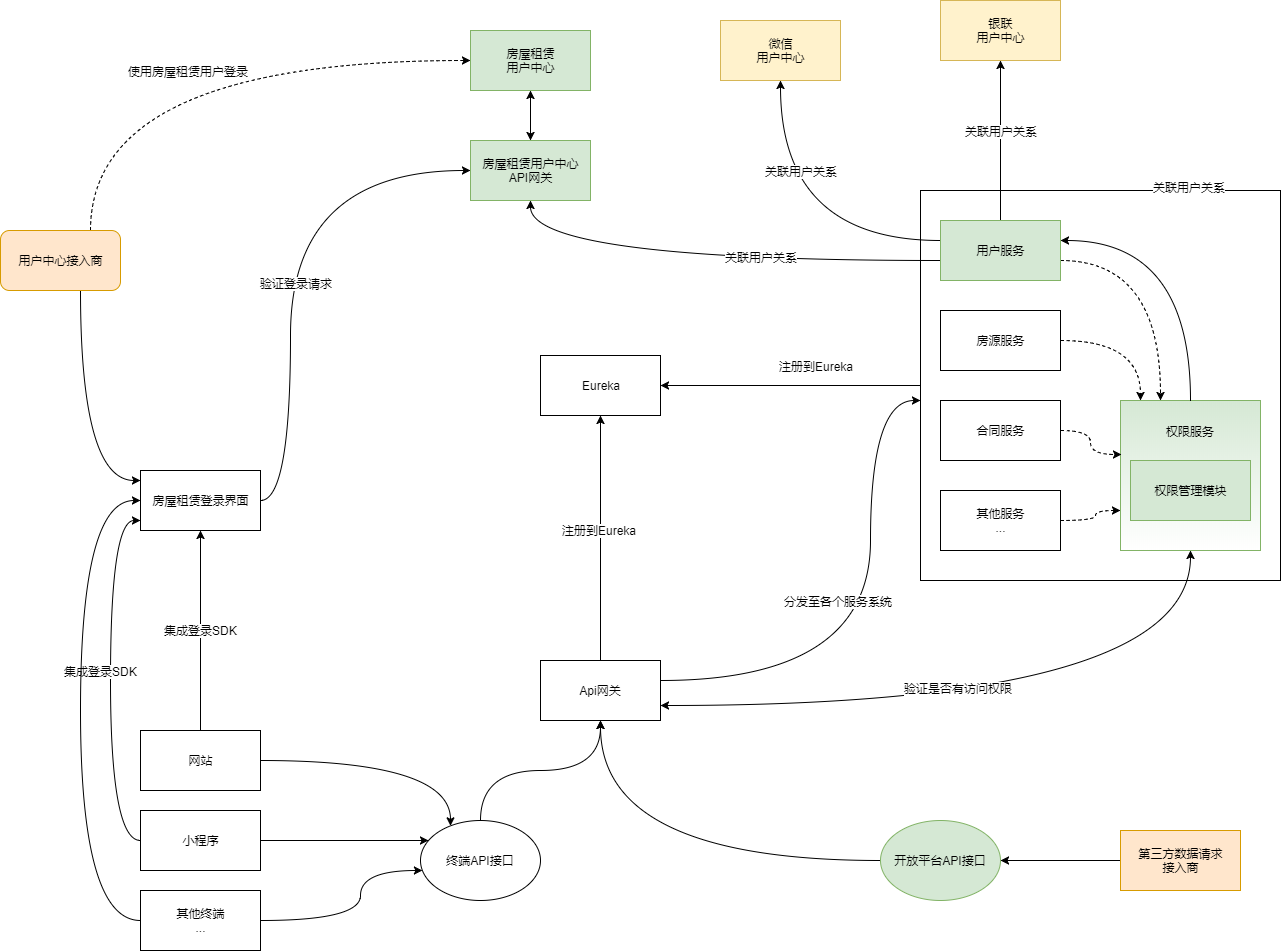 银联
用户中心
微信
用户中心
房屋租赁
用户中心
使用房屋租赁用户登录
关联用户关系
房屋租赁用户中心
API网关
关联用户关系
关联用户关系
用户中心接入商
关联用户关系
用户服务
验证登录请求
房源服务
Eureka
注册到Eureka
合同服务
权限服务
权限管理模块
房屋租赁登录界面
其他服务
...
注册到Eureka
分发至各个服务系统
集成登录SDK
集成登录SDK
Api网关
验证是否有访问权限
网站
小程序
终端API接口
开放平台API接口
第三方数据请求
接入商
其他终端
...